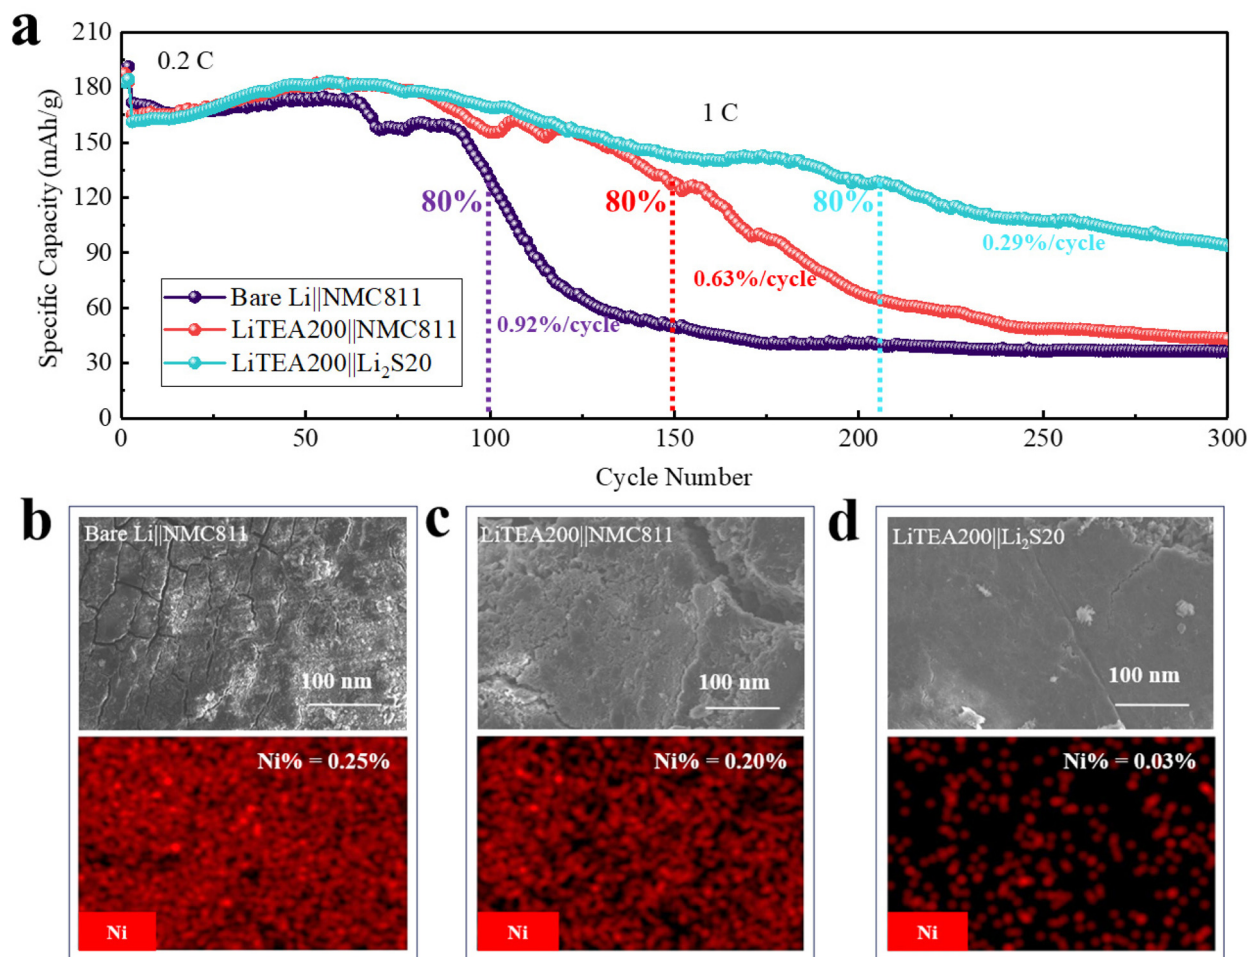 a
Specific Capacity (mAh/g)
210
180
150
120
90
60
30
0
0.2 C
1 C
80%
80%
80%
0.92%/cycle
0.63%/cycle
0.29%/cycle
Bare Li||NMC811
LiTEA200||NMC811
LiTEA200||Li₂S20
0
50
100
150
200
250
300
Cycle Number
b
Bare Li||NMC811
100 nm
Ni% = 0.25%
Ni
c
LiTEA200||NMC811
100 nm
Ni% = 0.20%
Ni
d
LiTEA200||Li₂S20
100 nm
Ni% = 0.03%
Ni